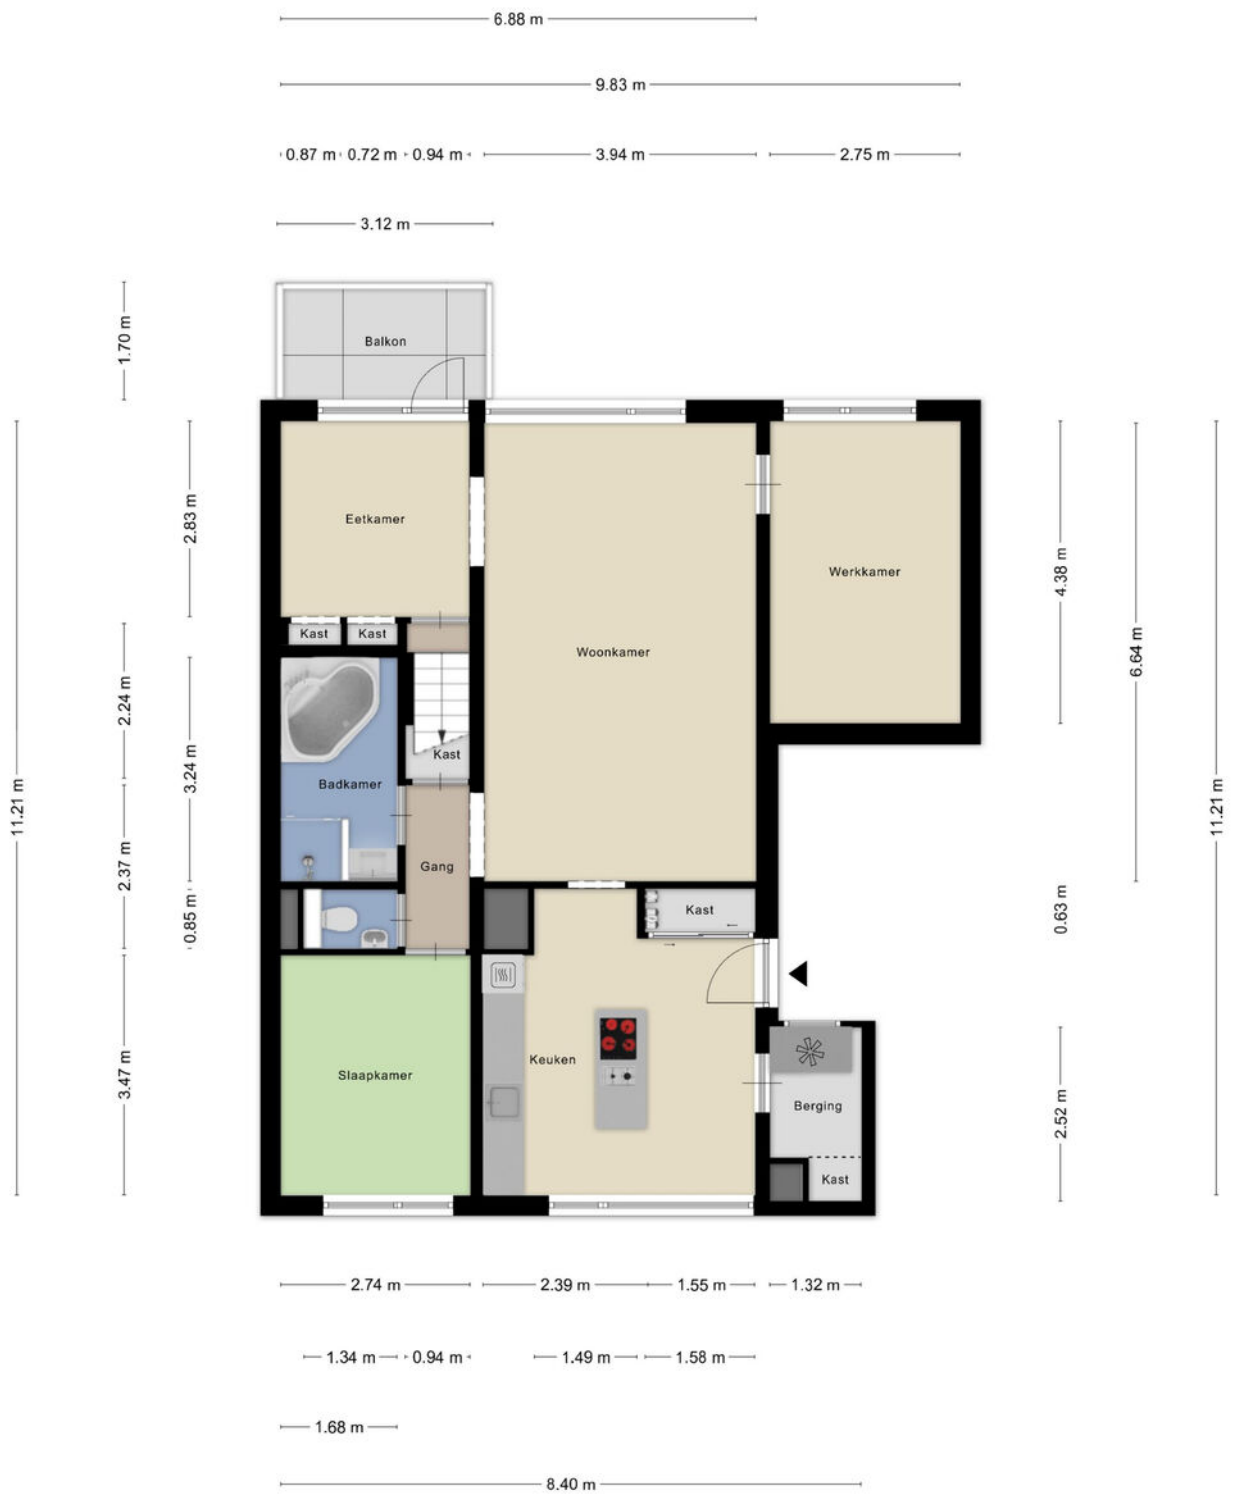 6.88 m
9.83 m
0.87 m 0.72 m 0.94 m 3.94 m 2.75 m
3.12 m
1.70 m
Balkon
2.83 m
Eetkamer
4.38 m
Werkkamer
Kast Kast
Woonkamer
6.64 m
2.24 m
3.24 m
Kast
Badkamer
11.21 m
11.21 m
2.37 m
Gang
0.85 m
Kast
0.63 m
Keuken
3.47 m
Slaapkamer
Berging
2.52 m
Kast
2.74 m 2.39 m 1.55 m 1.32 m
1.34 m 0.94 m 1.49 m 1.58 m
1.68 m
8.40 m